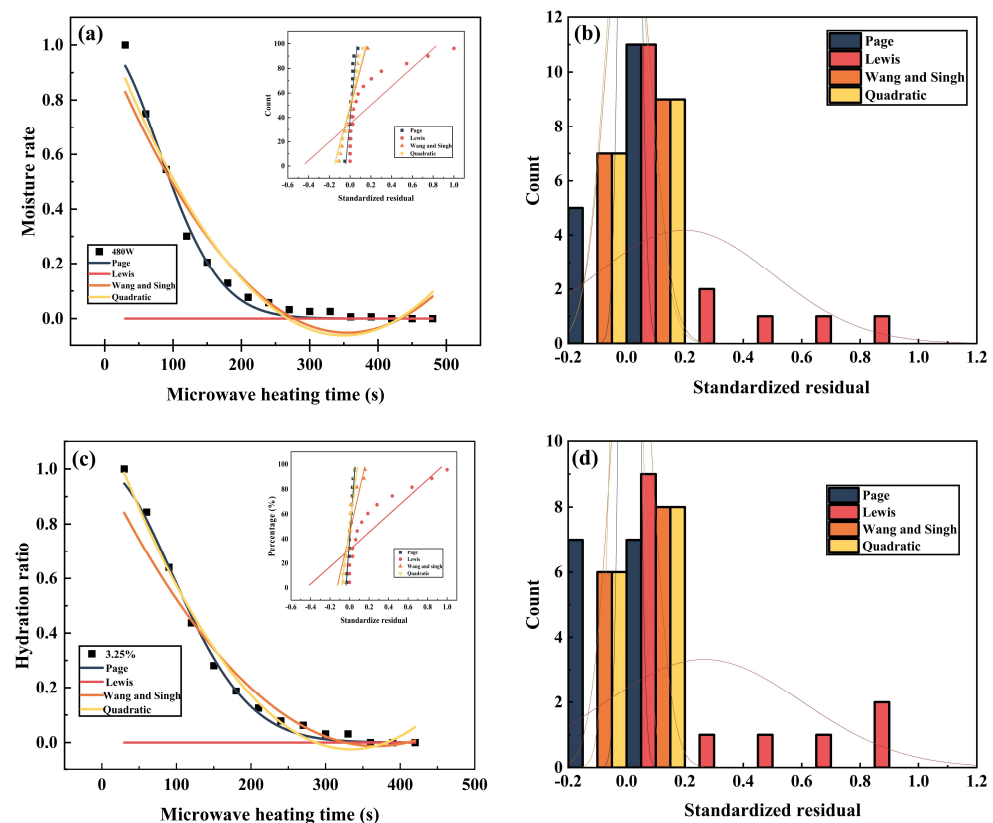 (a)
Moisture rate
1.0
0.8
0.6
0.4
0.2
0.0
0 100 200 300 400 500
Microwave heating time (s)
480W
Page
Lewis
Wang and Singh
Quadratic
Count
100
80
60
40
20
0
-0.6 -0.4 -0.2 0.0 0.2 0.4 0.6 0.8 1.0
Standardized residual
Page
Lewis
Wang and Singh
Quadratic
(b)
Count
12
10
8
6
4
2
0
-0.2 0.0 0.2 0.4 0.6 0.8 1.0 1.2
Standardized residual
Page
Lewis
Wang and Singh
Quadratic
(c)
Hydration ratio
1.0
0.8
0.6
0.4
0.2
0.0
0 100 200 300 400 500
Microwave heating time (s)
3.25%
Page
Lewis
Wang and Singh
Quadratic
Percentage (%)
100
80
60
40
20
0
-0.6 -0.4 -0.2 0.0 0.2 0.4 0.6 0.8 1.0
Standardize residual
Page
Lewis
Wang and singh
Quadratic
(d)
Count
10
8
6
4
2
0
-0.2 0.0 0.2 0.4 0.6 0.8 1.0 1.2
Standardized residual
Page
Lewis
Wang and Singh
Quadratic